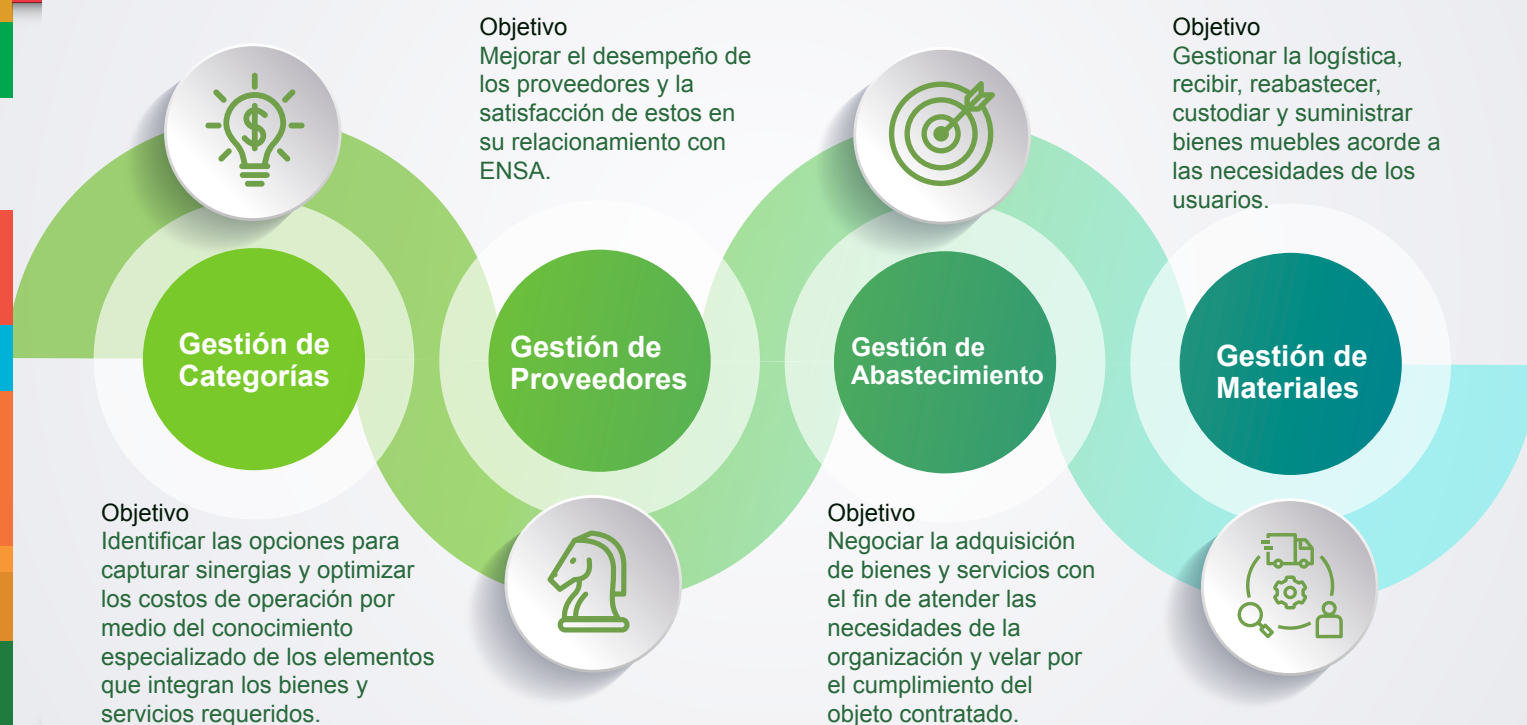 Gestión de
Categorías
Objetivo
Identificar las opciones para
capturar sinergias y optimizar
los costos de operación por
medio del conocimiento
especializado de los elementos
que integran los bienes y
servicios requeridos.
Objetivo
Mejorar el desempeño de
los proveedores y la
satisfacción de estos en
su relacionamiento con
ENSA.
Gestión de
Proveedores
Gestión de
Abastecimiento
Objetivo
Negociar la adquisición
de bienes y servicios con
el fin de atender las
necesidades de la
organización y velar por
el cumplimiento del
objeto contratado.
Objetivo
Gestionar la logística,
recibir, reabastecer,
custodiar y suministrar
bienes muebles acorde a
las necesidades de los
usuarios.
Gestión de
Materiales